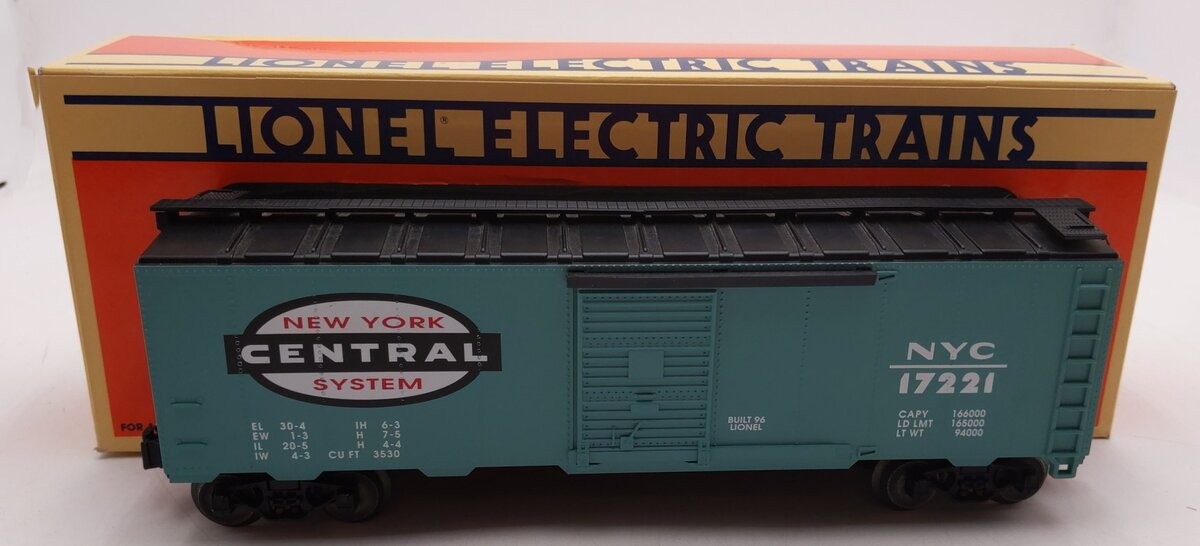 LIONEL ELECTRIC TRAINS
LIONEL® ELECTRIC TRAINS
NEW YORK
CENTRAL
SYSTEM
EL 30-4 IH 6-3
EW 1-3 H 7-5
IL 20-5 H 4-4
IW 4-3 CU FT 3530
BUILT 96
LIONEL
NYC
17221
CAPY 166000
LD LMT 165000
LT WT 94000
FOR